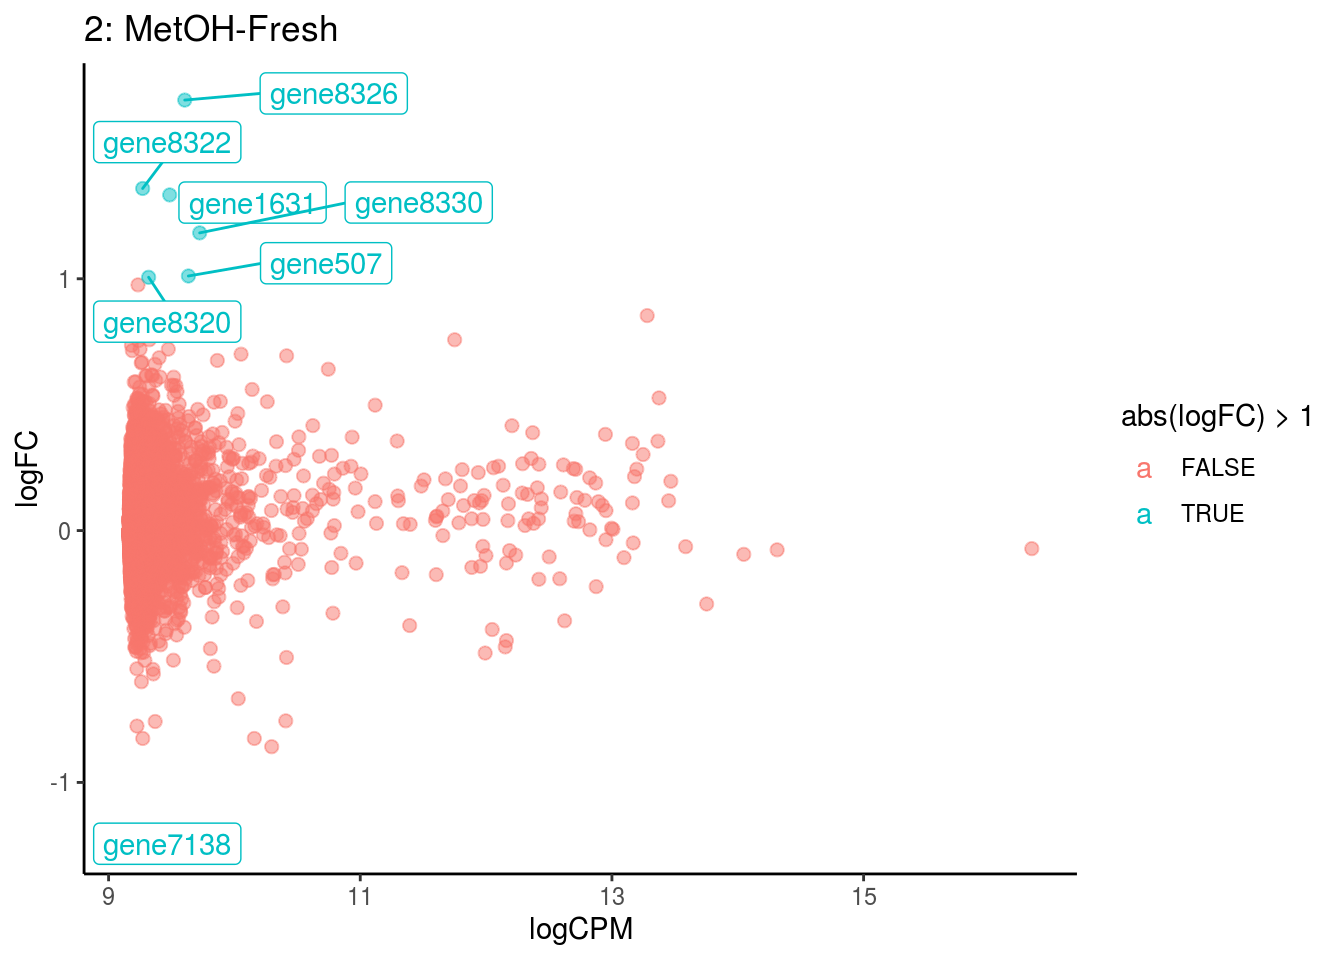 2: MetOH-Fresh
gene8326
gene8322
gene1631
gene8330
gene507
gene8320
gene7138
logFC
1
0
-1
9
11
13
15
logCPM
abs(logFC) > 1
a FALSE
a TRUE